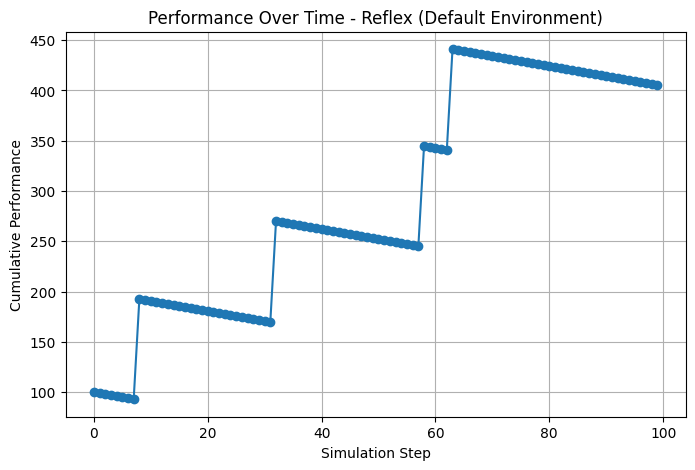 Performance Over Time - Reflex (Default Environment)
Cumulative Performance
450
400
350
300
250
200
150
100
0 20 40 60 80 100
Simulation Step